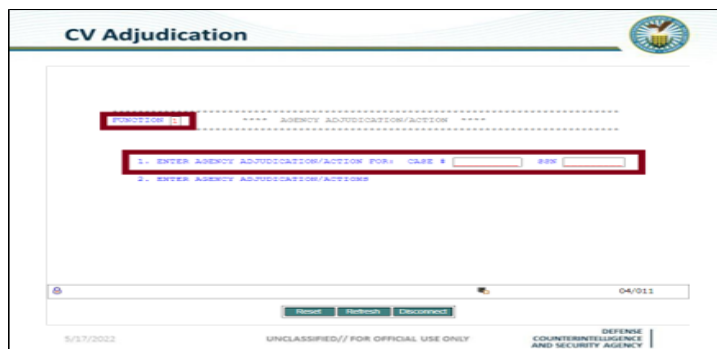 CV Adjudication
FUNCTION 1 **** AGENCY ADJUDICATION/ACTION ****
1. ENTER AGENCY ADJUDICATION/ACTION FOR: CASE # SSN
2. ENTER AGENCY ADJUDICATION/ACTIONS
04/011
Reset Refresh Disconnect
5/17/2022 UNCLASSIFIED// FOR OFFICIAL USE ONLY
DEFENSE
COUNTERINTELLIGENCE
AND SECURITY AGENCY